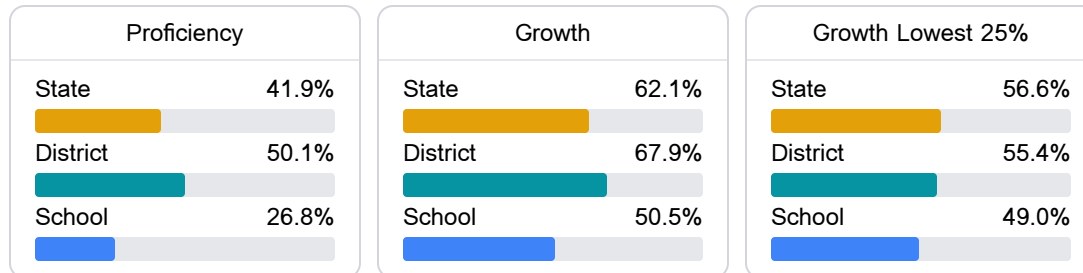 Proficiency
State 41.9%
District 50.1%
School 26.8%
Growth
State 62.1%
District 67.9%
School 50.5%
Growth Lowest 25%
State 56.6%
District 55.4%
School 49.0%